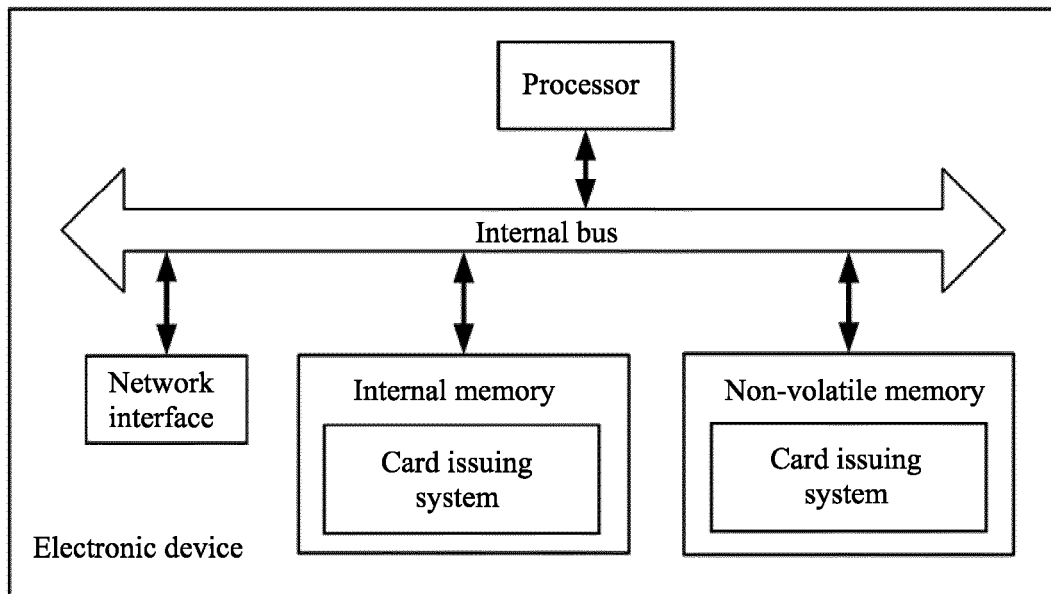 Processor
Internal bus
Network
interface
Internal memory
Card issuing
system
Non-volatile memory
Card issuing
system
Electronic device